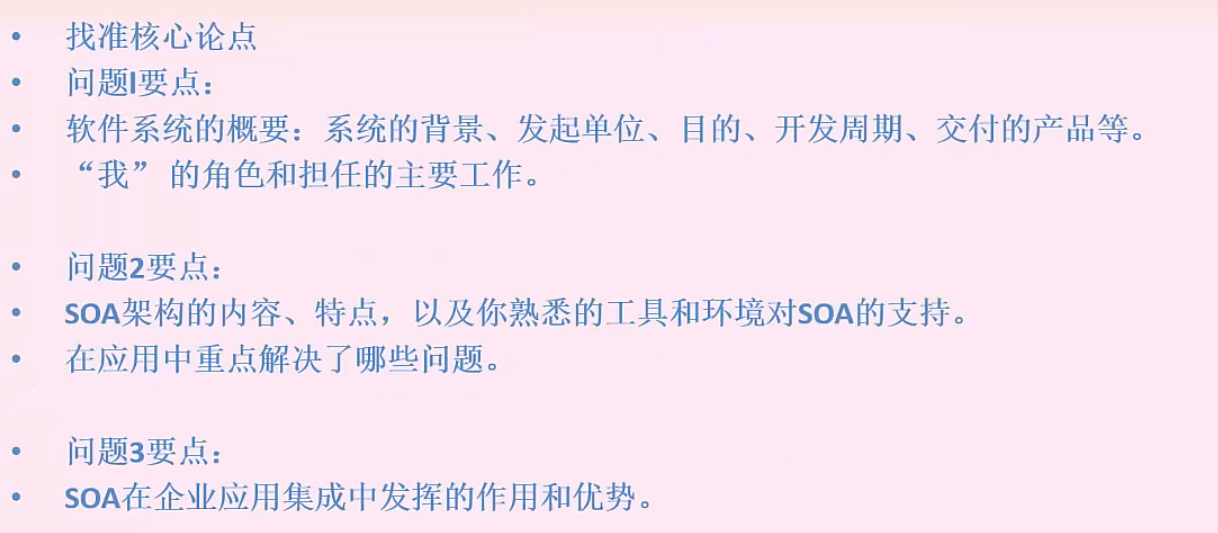 • 找准核心论点
• 问题l要点：
• 软件系统的概要：系统的背景、发起单位、目的、开发周期、交付的产品等。
• “我” 的角色和担任的主要工作。
• 问题2要点：
• SOA架构的内容、特点，以及你熟悉的工具和环境对SOA的支持。
• 在应用中重点解决了哪些问题。
• 问题3要点：
• SOA在企业应用集成中发挥的作用和优势。